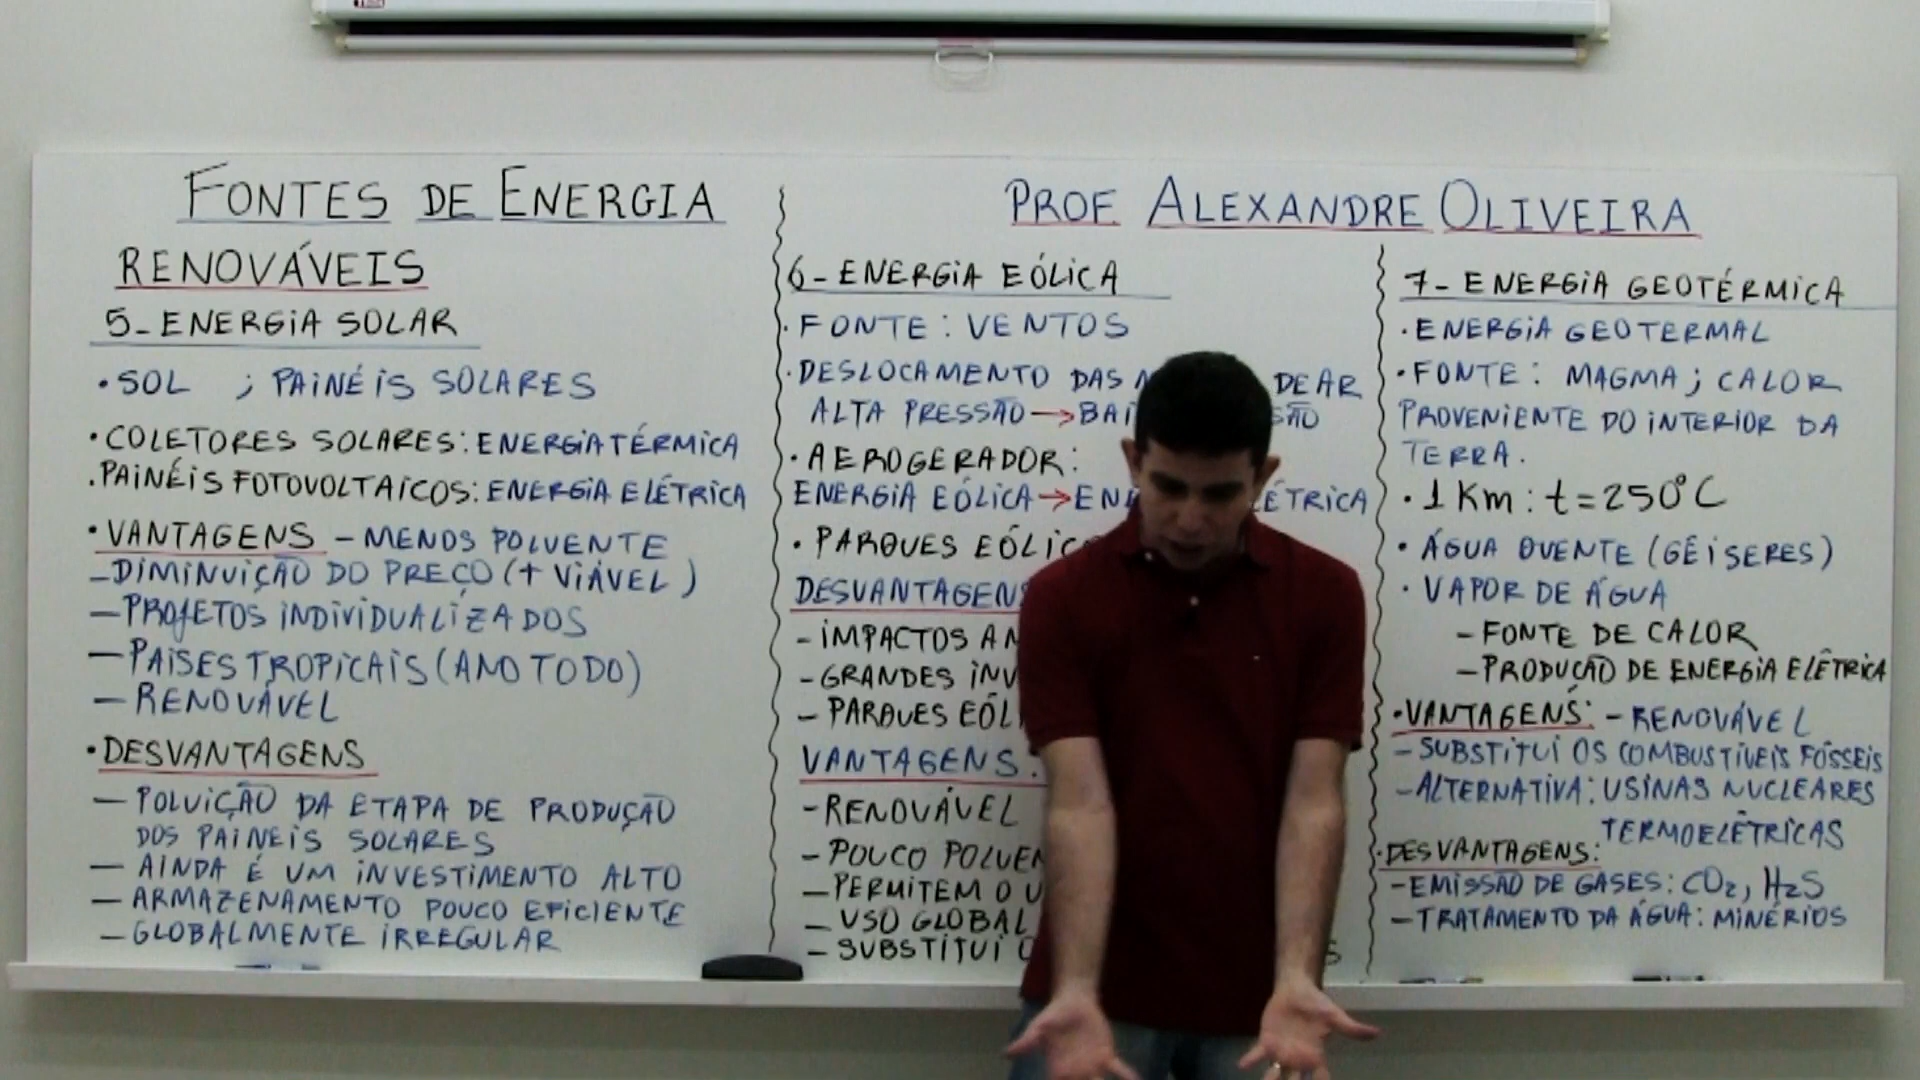 FONTES DE ENERGIA
PROF. ALEXANDRE OLIVEIRA
RENOVÁVEIS
5- ENERGIA SOLAR
• SOL ; PAINÉIS SOLARES
• COLETORES SOLARES: ENERGIA TÉRMICA
. PAINÉIS FOTOVOLTAICOS: ENERGIA ELÉTRICA
• VANTAGENS - MENOS POLUENTE
- DIMINUIÇÃO DO PREÇO (+ VIÁVEL)
- PROJETOS INDIVIDUALIZADOS
- PAISES TROPICAIS (ANO TODO)
- RENOVÁVEL
• DESVANTAGENS
- POLUIÇÃO DA ETAPA DE PRODUÇÃO
DOS PAINEIS SOLARES
- AINDA É UM INVESTIMENTO ALTO
- ARMAZENAMENTO POUCO EFICIENTE
- GLOBALMENTE IRREGULAR
6- ENERGIA EÓLICA
. FONTE: VENTOS
. DESLOCAMENTO DAS DE AR
ALTA PRESSÃO →
• AEROGERADOR:
ENERGIA EÓLICA →
• PARQUES
DESVANTAGENS
- IMPACTOS
- GRANDES
- PARQUES
VANTAGENS.
- RENOVÁVEL
- POUCO
- PERMITEM O
- USO GLOBAL
- SUBSTITUI
7- ENERGIA GEOTÉRMICA
. ENERGIA GEOTERMAL
• FONTE: MAGMA; CALOR
PROVENIENTE DO INTERIOR DA
TERRA.
• 1 Km: t = 250°C
• ÁGUA QUENTE (GÊISERES)
• VAPOR DE ÁGUA
- FONTE DE CALOR
- PRODUÇÃO DE ENERGIA ELÉTRICA
• VANTAGENS: - RENOVÁVEL
- SUBSTITUI OS COMBUSTÍVEIS FÓSSEIS
- ALTERNATIVA: USINAS NUCLEARES
TERMOELÉTRICAS
. DESVANTAGENS:
- EMISSÃO DE GASES: CO2, H2S
- TRATAMENTO DA ÁGUA: MINÉRIOS